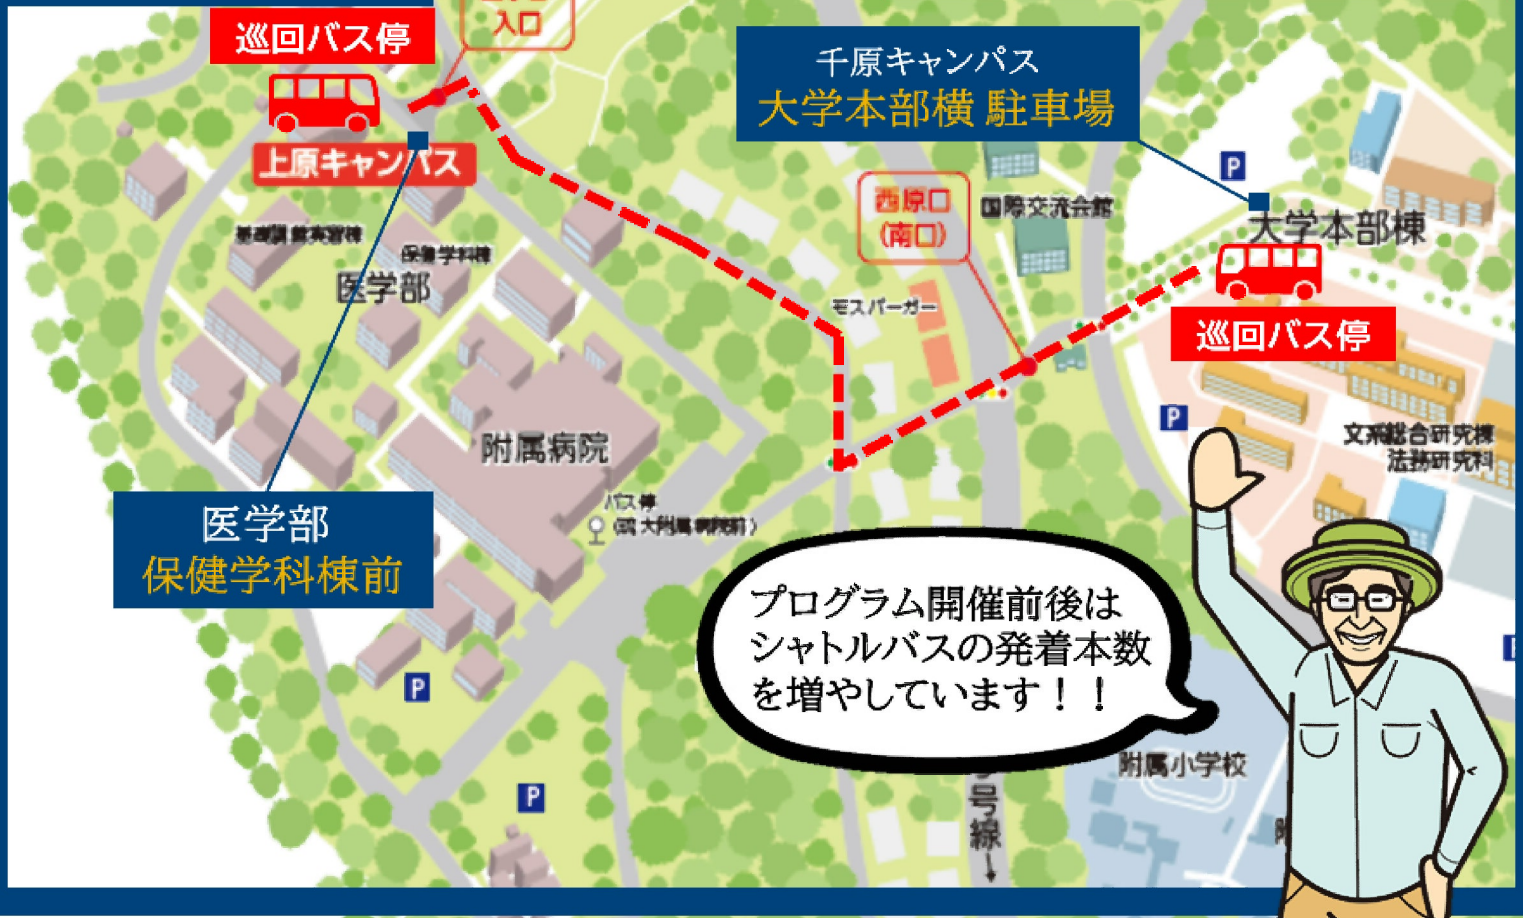 巡回バス停
入口
千原キャンパス
大学本部横 駐車場
上原キャンパス
P
西原口
(南口)
国際交流会館
大学本部棟
保健学科棟
医学部
モスバーガー
巡回バス停
P
文系総合研究棟
法務研究科
附属病院
バス停
医学部
保健学科棟前
プログラム開催前後は
シャトルバスの発着本数
を増やしています！！
P
附属小学校
P
号線